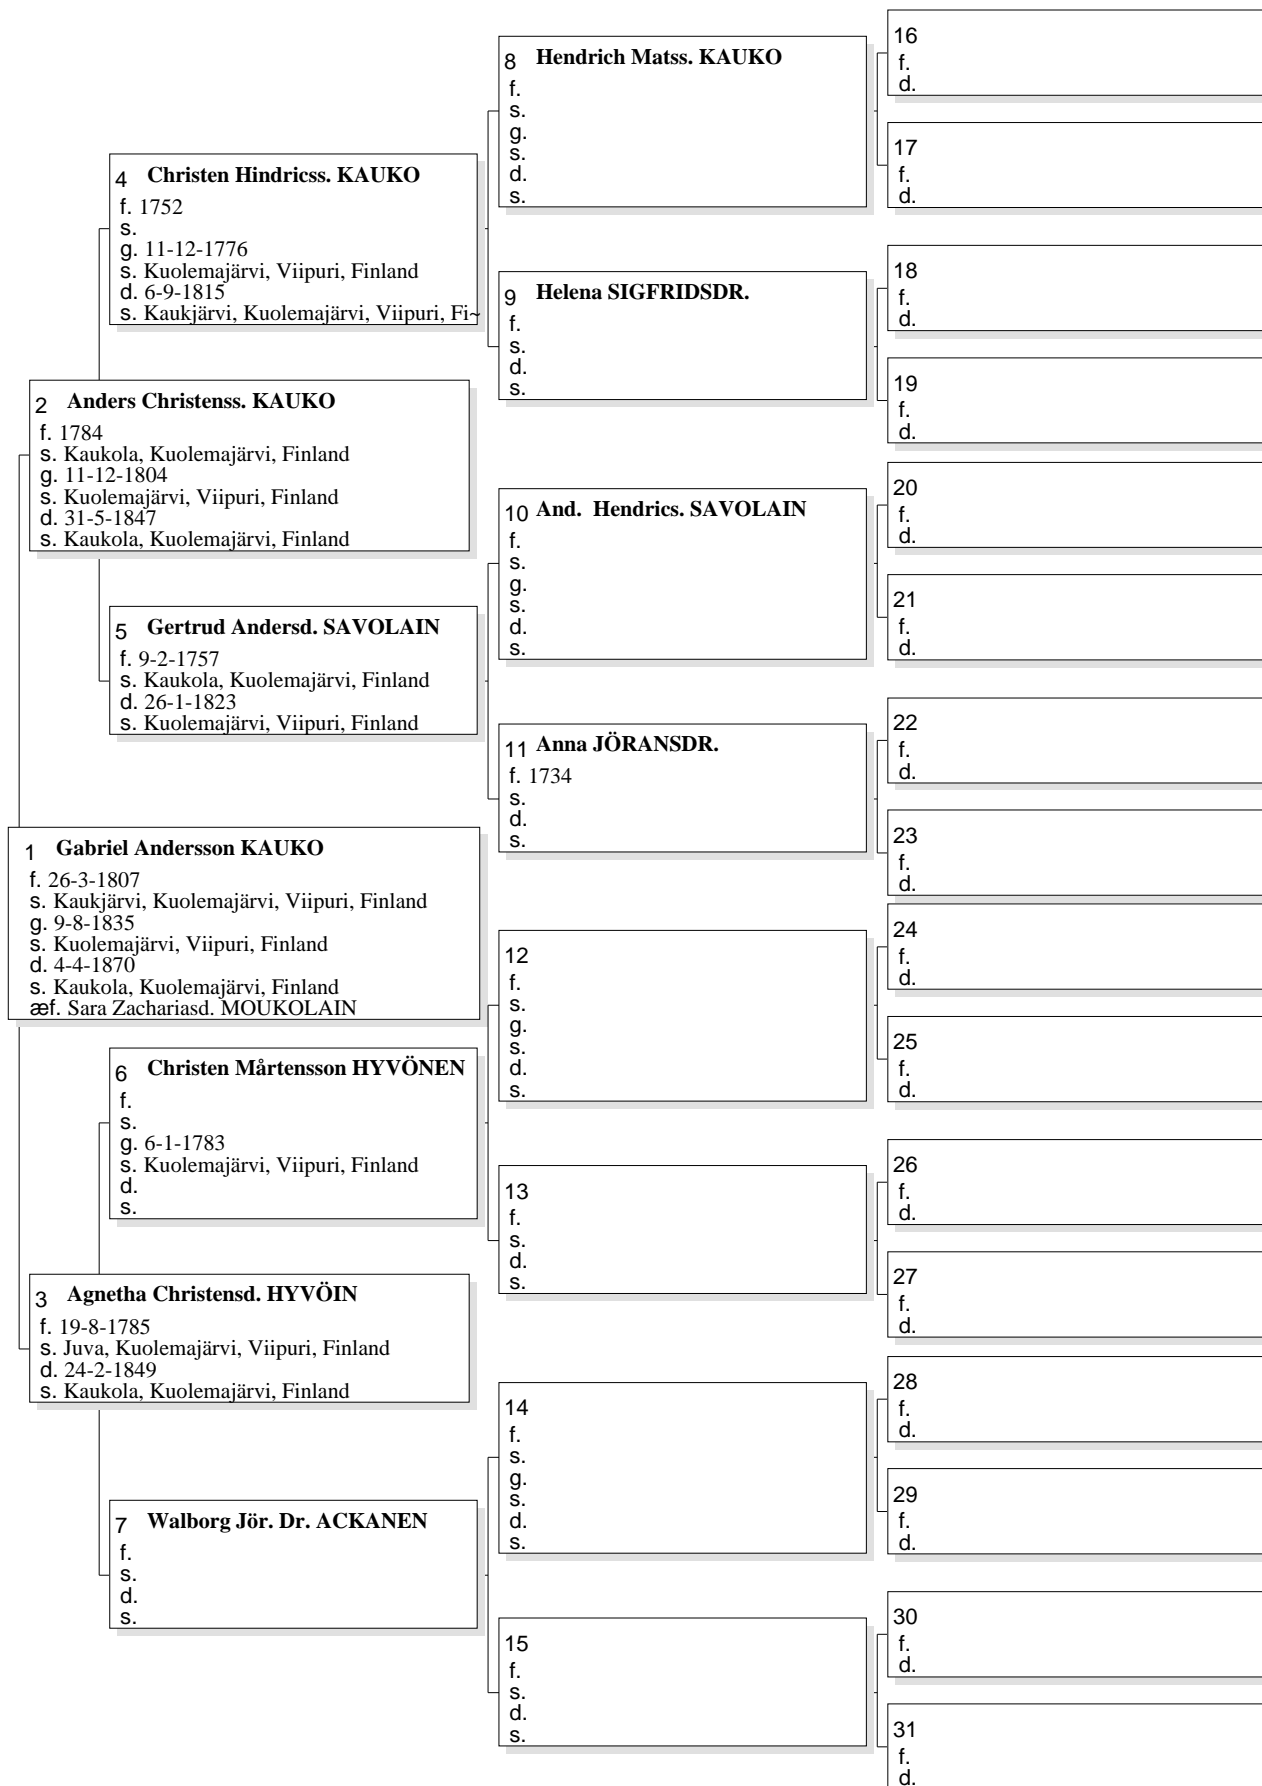 1 Gabriel Andersson KAUKO
f. 26-3-1807
s. Kaukjärvi, Kuolemajärvi, Viipuri, Finland
g. 9-8-1835
s. Kuolemajärvi, Viipuri, Finland
d. 4-4-1870
s. Kaukola, Kuolemajärvi, Finland
æf. Sara Zachariasd. MOUKOLAIN
2 Anders Christenss. KAUKO
f. 1784
s. Kaukola, Kuolemajärvi, Finland
g. 11-12-1804
s. Kuolemajärvi, Viipuri, Finland
d. 31-5-1847
s. Kaukola, Kuolemajärvi, Finland
3 Agnetha Christensd. HYVÖIN
f. 19-8-1785
s. Juva, Kuolemajärvi, Viipuri, Finland
d. 24-2-1849
s. Kaukola, Kuolemajärvi, Finland
4 Christen Hindricss. KAUKO
f. 1752
s.
g. 11-12-1776
s. Kuolemajärvi, Viipuri, Finland
d. 6-9-1815
s. Kaukjärvi, Kuolemajärvi, Viipuri, Fi~
5 Gertrud Andersd. SAVOLAIN
f. 9-2-1757
s. Kaukola, Kuolemajärvi, Finland
d. 26-1-1823
s. Kuolemajärvi, Viipuri, Finland
6 Christen Mårtensson HYVÖNEN
f.
s.
g. 6-1-1783
s. Kuolemajärvi, Viipuri, Finland
d.
s.
7 Walborg Jör. Dr. ACKANEN
f.
s.
d.
s.
8 Hendrich Matss. KAUKO
f.
s.
g.
s.
d.
s.
9 Helena SIGFRIDSDR.
f.
s.
d.
s.
10 And. Hendrics. SAVOLAIN
f.
s.
g.
s.
d.
s.
11 Anna JÖRANSDR.
f. 1734
s.
d.
s.
12
f.
s.
g.
s.
d.
s.
13
f.
s.
d.
s.
14
f.
s.
g.
s.
d.
s.
15
f.
s.
d.
s.
16
f.
d.
17
f.
d.
18
f.
d.
19
f.
d.
20
f.
d.
21
f.
d.
22
f.
d.
23
f.
d.
24
f.
d.
25
f.
d.
26
f.
d.
27
f.
d.
28
f.
d.
29
f.
d.
30
f.
d.
31
f.
d.